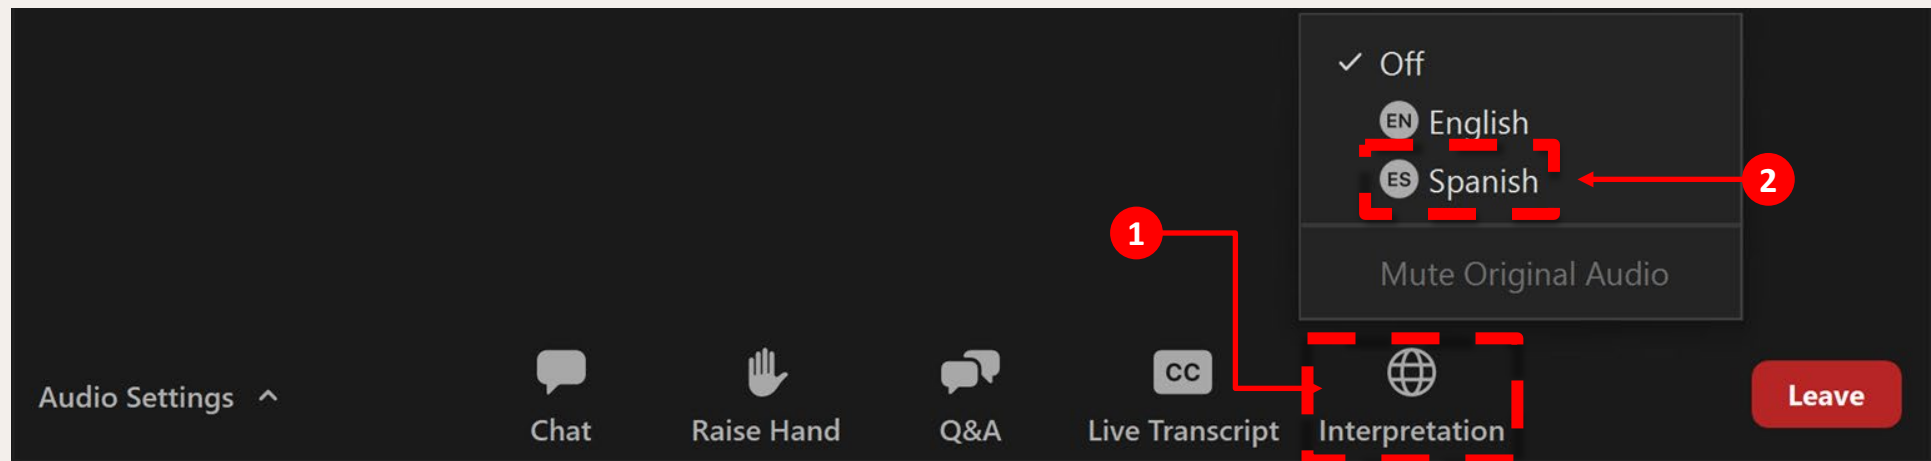 Off
EN English
ES Spanish
2
1
Mute Original Audio
CC
Audio Settings
Chat
Raise Hand
Q&A
Live Transcript
Interpretation
Leave